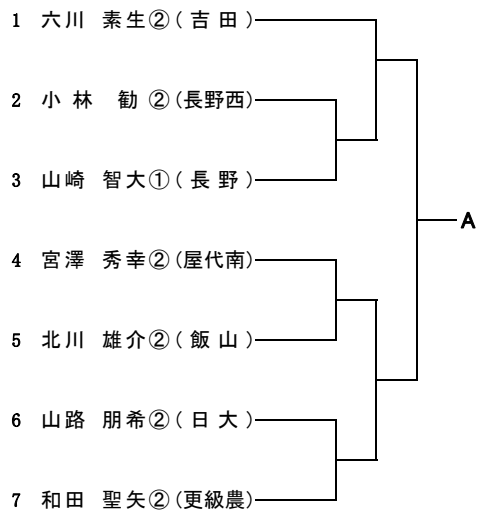 1 六川 素生②(吉田)
2 小林 勧②(長野西)
3 山崎 智大①(長野)
A
4 宮澤 秀幸②(屋代南)
5 北川 雄介②(飯山)
6 山路 朋希②(日大)
7 和田 聖矢②(更級農)